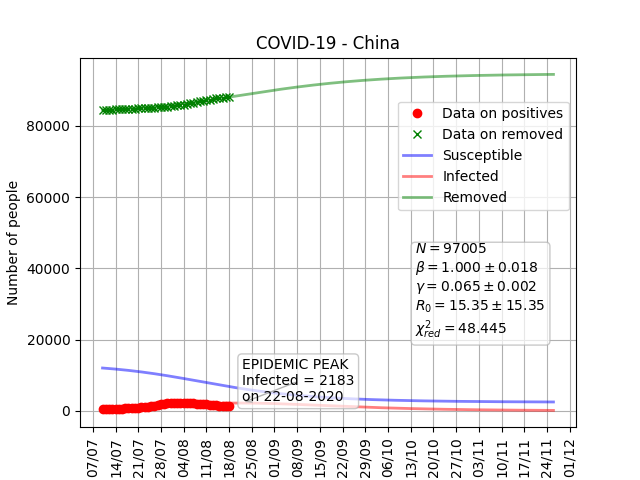 COVID-19 - China
Number of people
80000
60000
40000
20000
0
Data on positives
Data on removed
Susceptible
Infected
Removed
N = 97005
β = 1.000 ± 0.018
γ = 0.065 ± 0.002
R₀ = 15.35 ± 15.35
χ²_red = 48.445
EPIDEMIC PEAK
Infected = 2183
on 22-08-2020
07/07
14/07
21/07
28/07
04/08
11/08
18/08
25/08
01/09
08/09
15/09
22/09
29/09
06/10
13/10
20/10
27/10
03/11
10/11
17/11
24/11
01/12